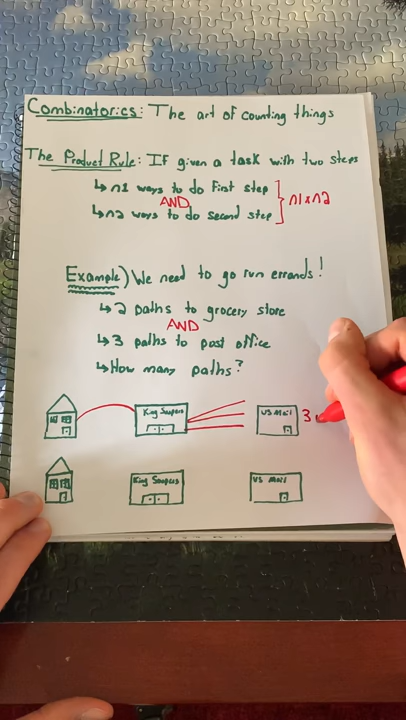 Combinatorics: The art of counting things
The Product Rule: If given a task with two steps
↳ n1 ways to do first step
AND
↳ n2 ways to do second step
n1 x n2
Example) We need to go run errands!
↳ 2 paths to grocery store
AND
↳ 3 paths to post office
↳ How many paths?
King Soopers
US Mail
3
King Soopers
US Mail